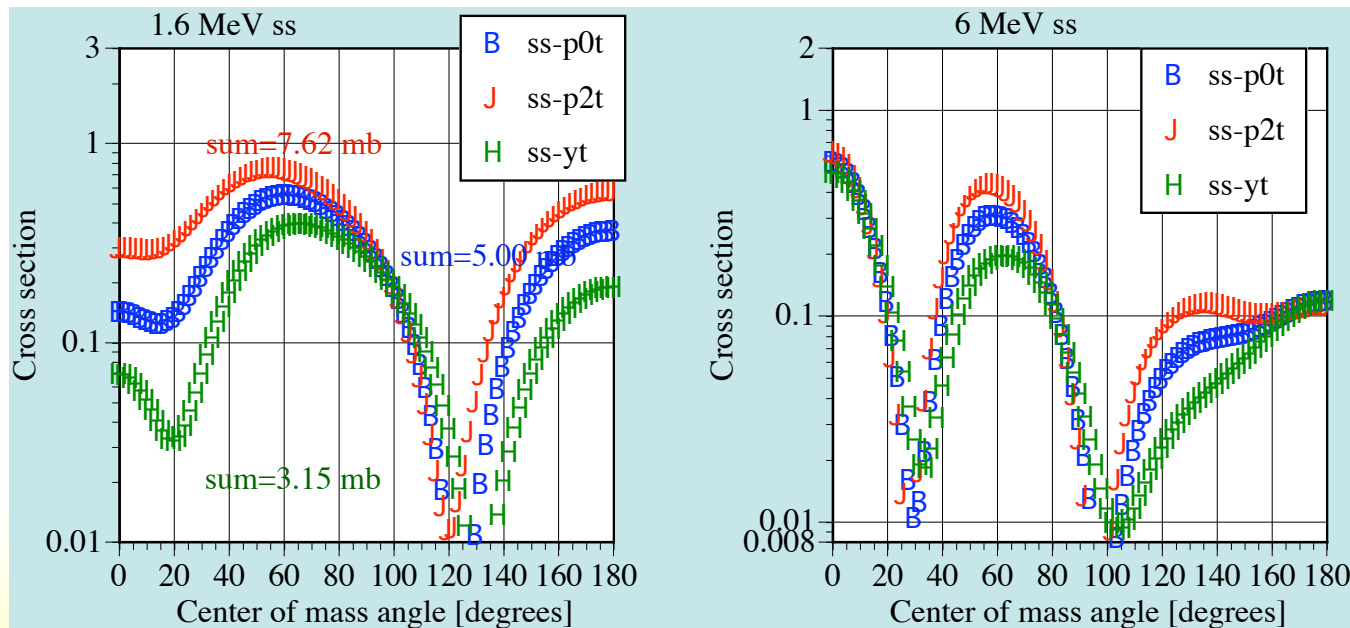 1.6 MeV ss
B ss-p0t
J ss-p2t
H ss-yt
sum=7.62 mb
sum=5.00 mb
sum=3.15 mb
3
1
0.1
0.01
Cross section
0 20 40 60 80 100 120 140 160 180
Center of mass angle [degrees]
6 MeV ss
B ss-p0t
J ss-p2t
H ss-yt
2
1
0.1
0.01
0.008
Cross section
0 20 40 60 80 100 120 140 160 180
Center of mass angle [degrees]